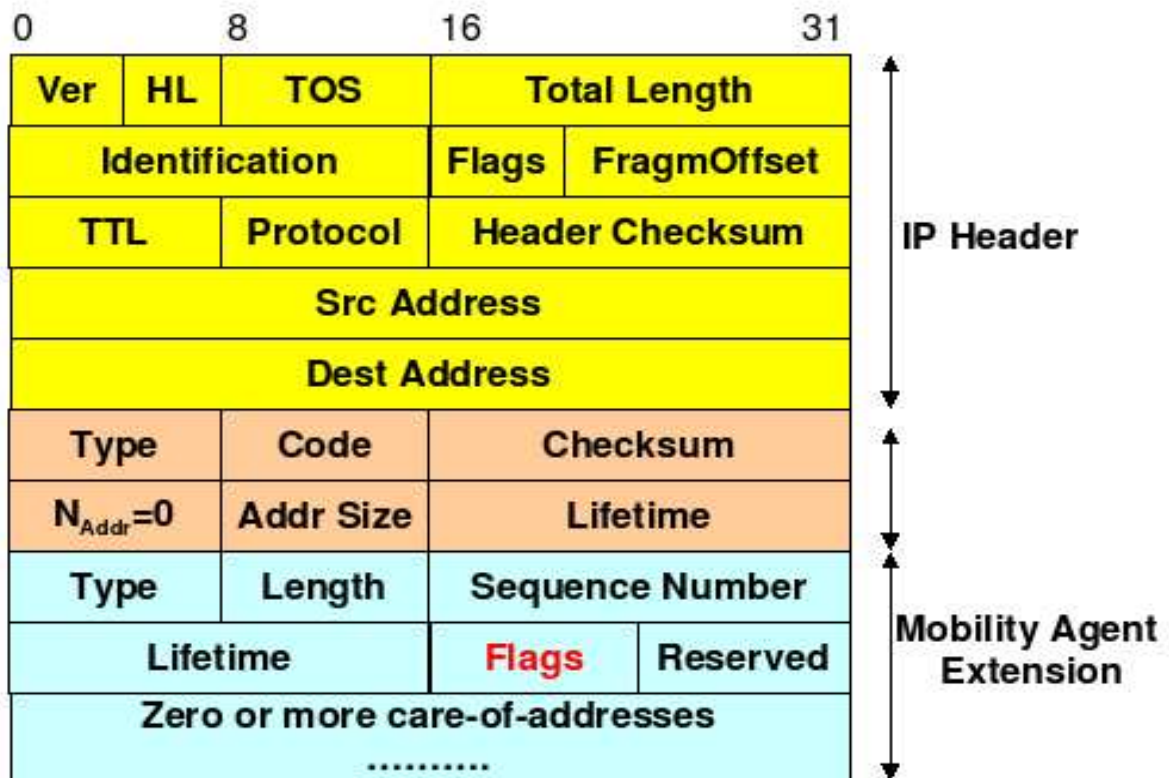 0 8 16 31
Ver HL TOS Total Length
Identification Flags FragmOffset
TTL Protocol Header Checksum
IP Header
Src Address
Dest Address
Type Code Checksum
N_Addr=0 Addr Size Lifetime
Type Length Sequence Number
Lifetime Flags Reserved
Mobility Agent
Extension
Zero or more care-of-addresses
..........